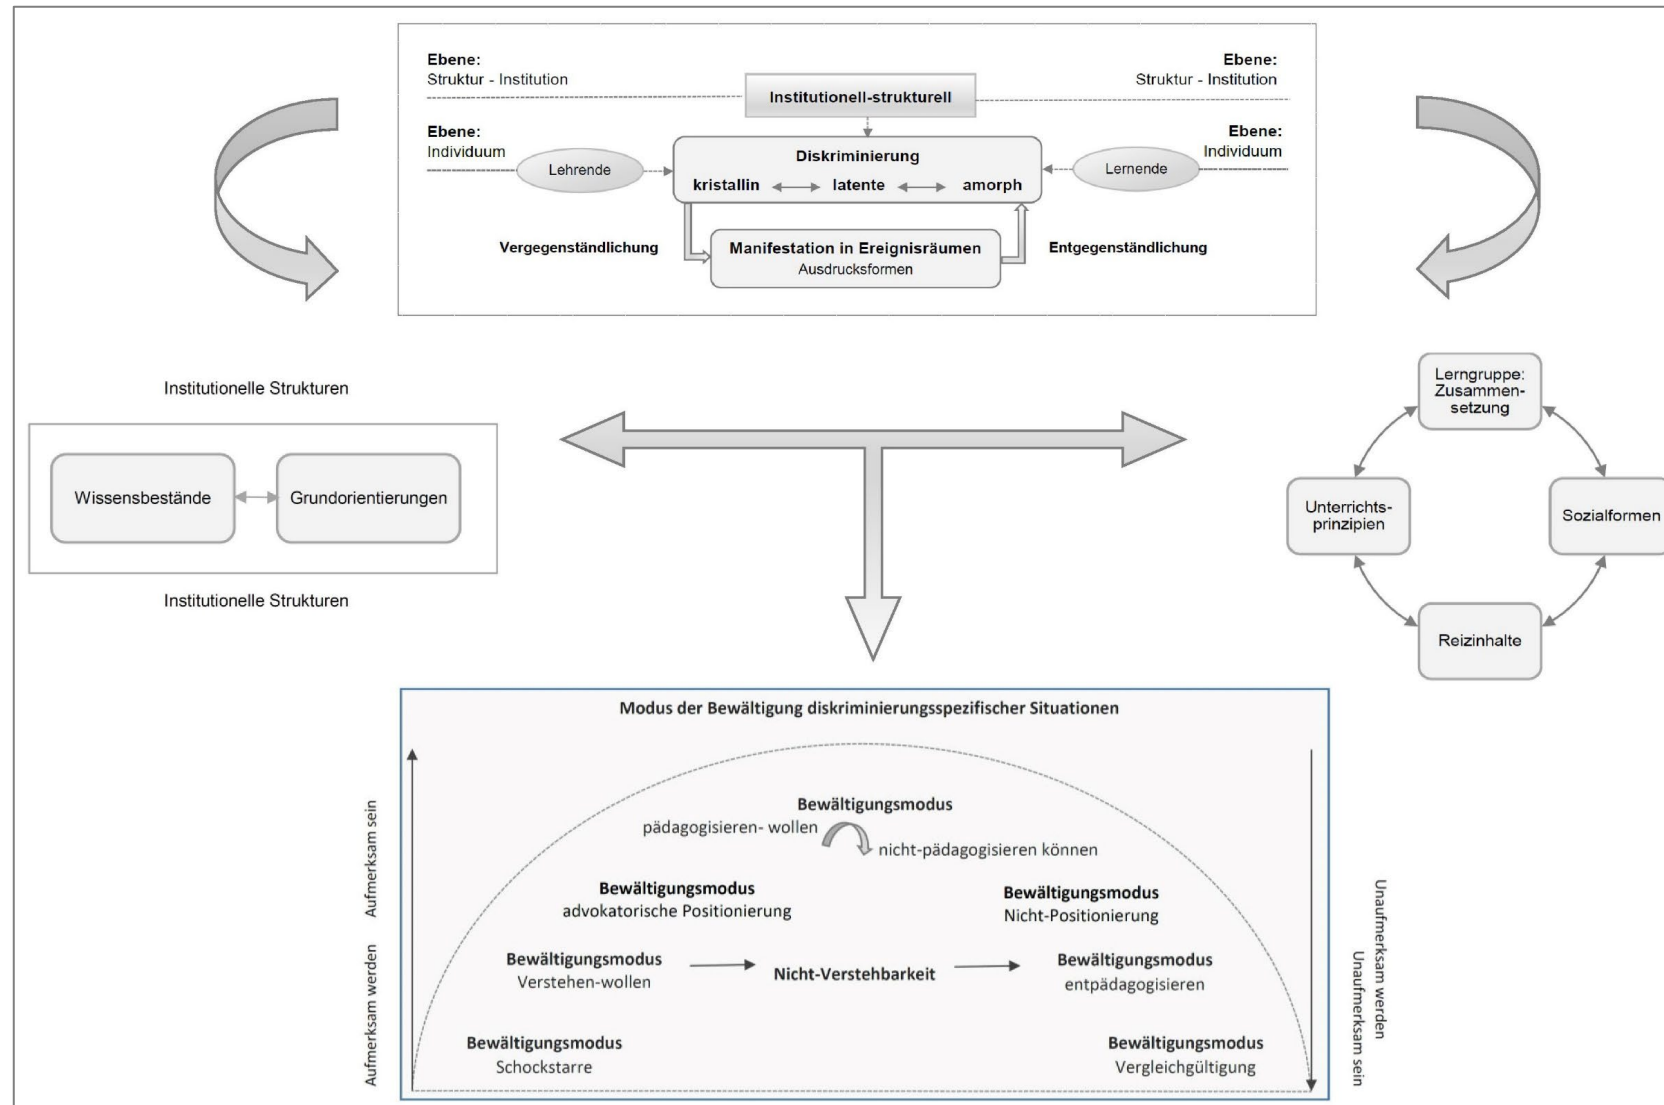 Ebene:
Struktur - Institution
Ebene:
Struktur - Institution
Institutionell-strukturell
Ebene:
Individuum
Ebene:
Individuum
Lehrende
Diskriminierung
kristallin latente amorph
Lernende
Vergegenständlichung
Manifestation in Ereignisräumen
Ausdrucksformen
Entgegenständlichung
Institutionelle Strukturen
Wissensbestände
Grundorientierungen
Institutionelle Strukturen
Lerngruppe:
Zusammen-
setzung
Unterrichts-
prinzipien
Sozialformen
Reizinhalte
Modus der Bewältigung diskriminierungsspezifischer Situationen
Aufmerksam sein
Aufmerksam werden
Bewältigungsmodus
pädagogisieren- wollen
nicht-pädagogisieren können
Bewältigungsmodus
advokatorische Positionierung
Bewältigungsmodus
Nicht-Positionierung
Bewältigungsmodus
Verstehen-wollen
Nicht-Verstehbarkeit
Bewältigungsmodus
entpädagogisieren
Bewältigungsmodus
Schockstarre
Bewältigungsmodus
Vergleichgültigung
Unaufmerksam werden
Unaufmerksam sein